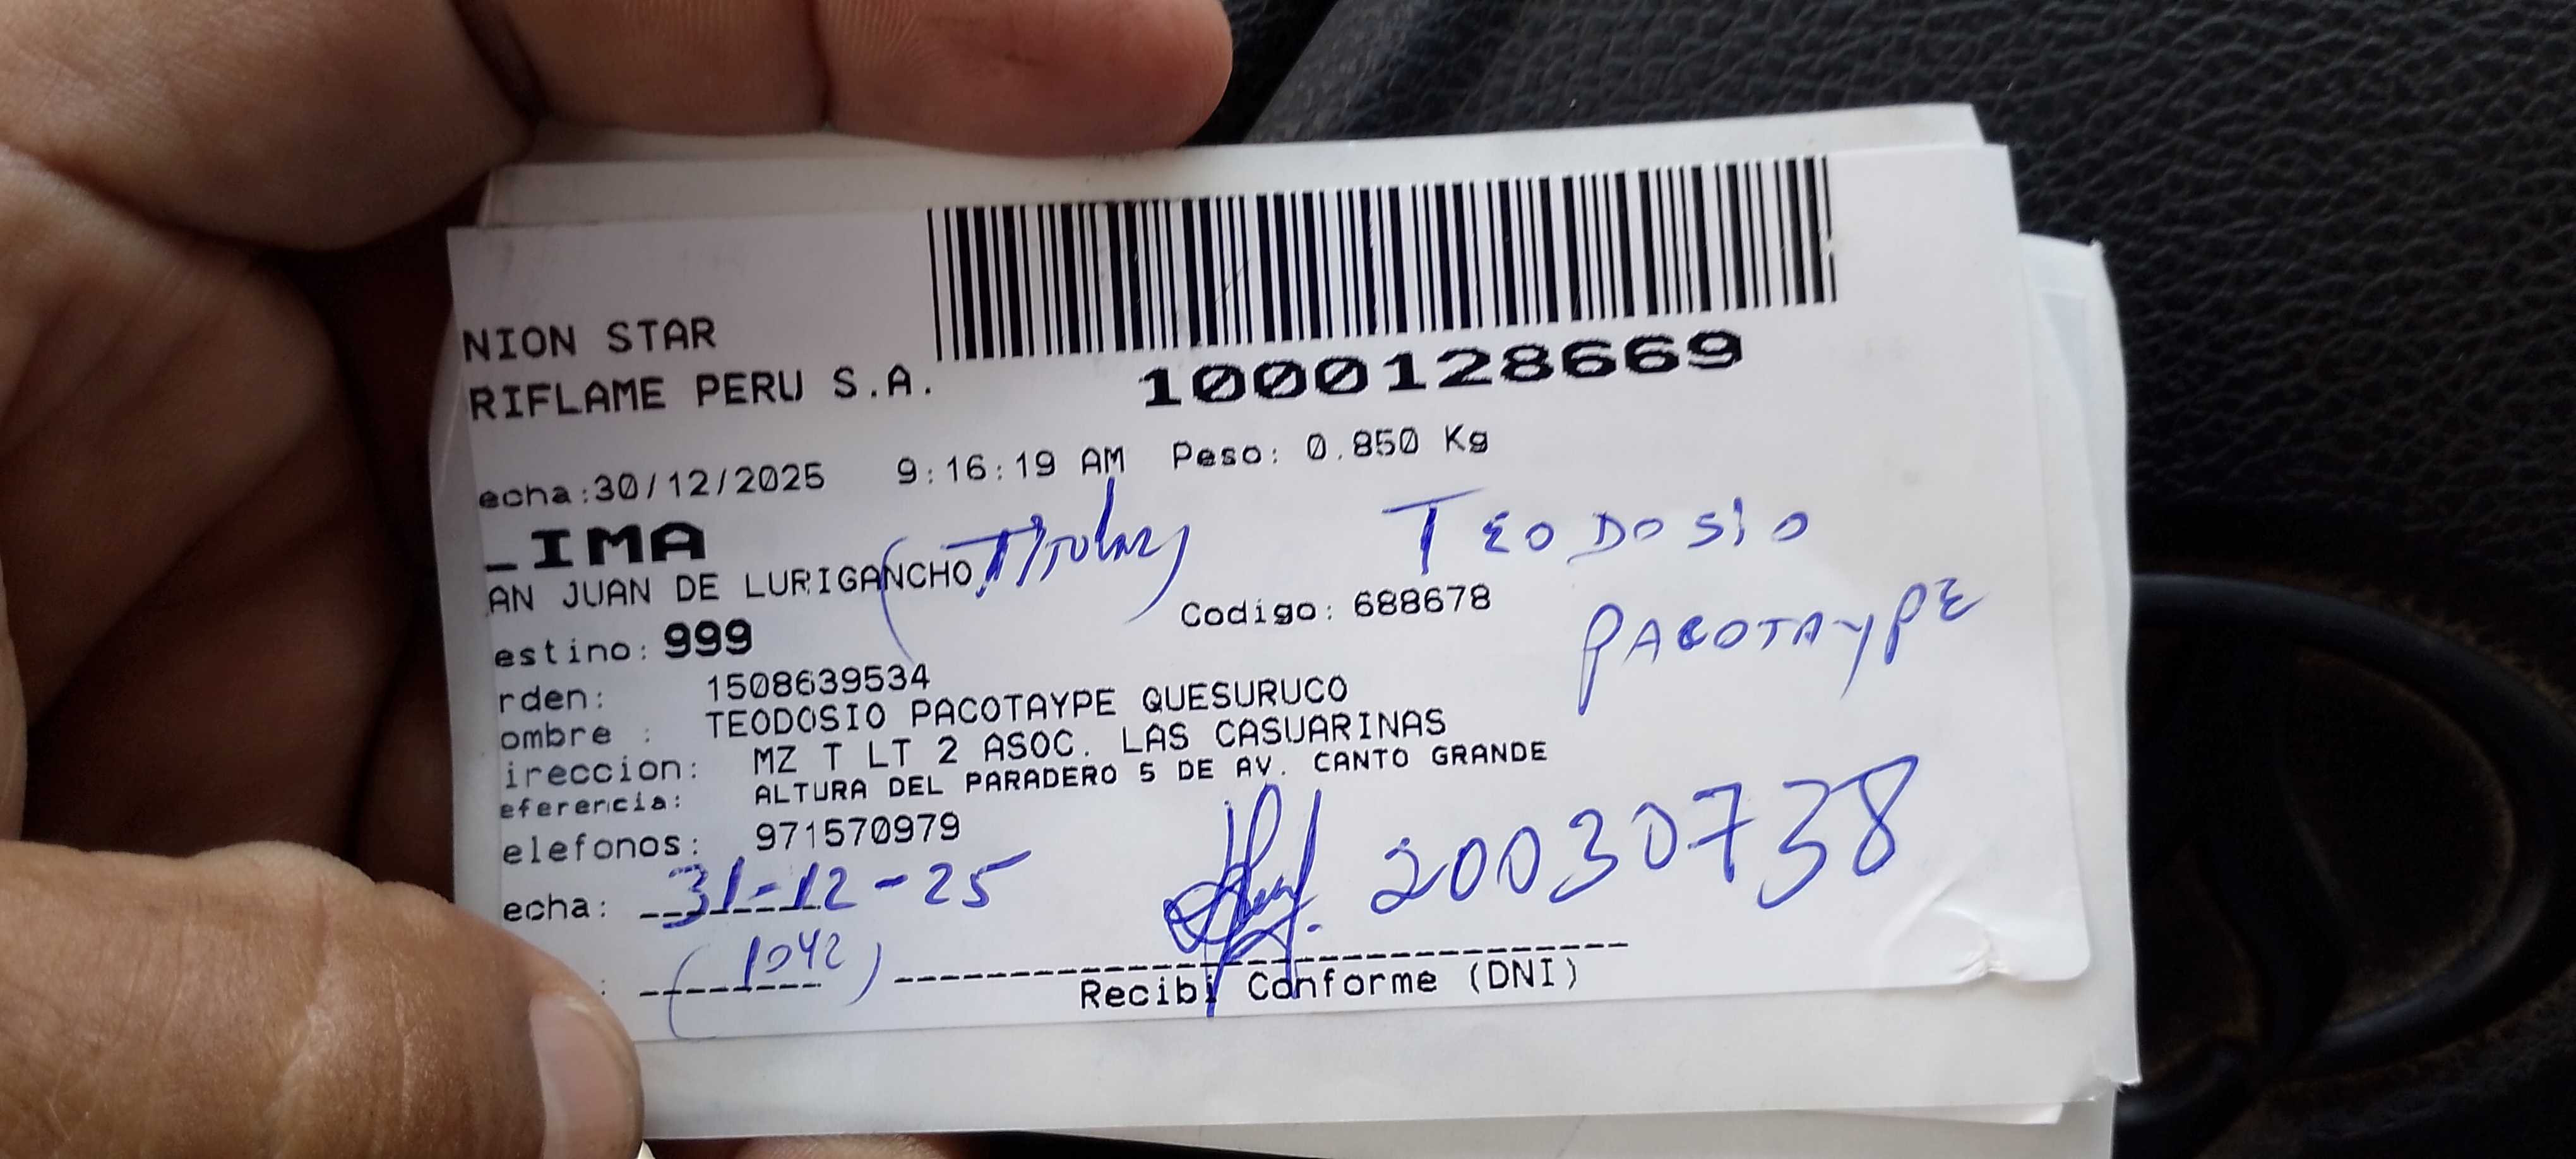 NION STAR
RIFLAME PERU S.A.
1000128669
echa:30/12/2025 9:16:19 AM Peso: 0.850 Kg
_IMA
AN JUAN DE LURIGANCHO (Titular)
TEODOSIO
Codigo: 688678
PACOTAYPE
estino: 999
rden: 1508639534
ombre : TEODOSIO PACOTAYPE QUESURUCO
ireccion: MZ T LT 2 ASOC. LAS CASUARINAS
eferencia: ALTURA DEL PARADERO 5 DE AV. CANTO GRANDE
elefonos: 971570979
echa: 31-12-25
20030738
: (1042)
Recibi Conforme (DNI)